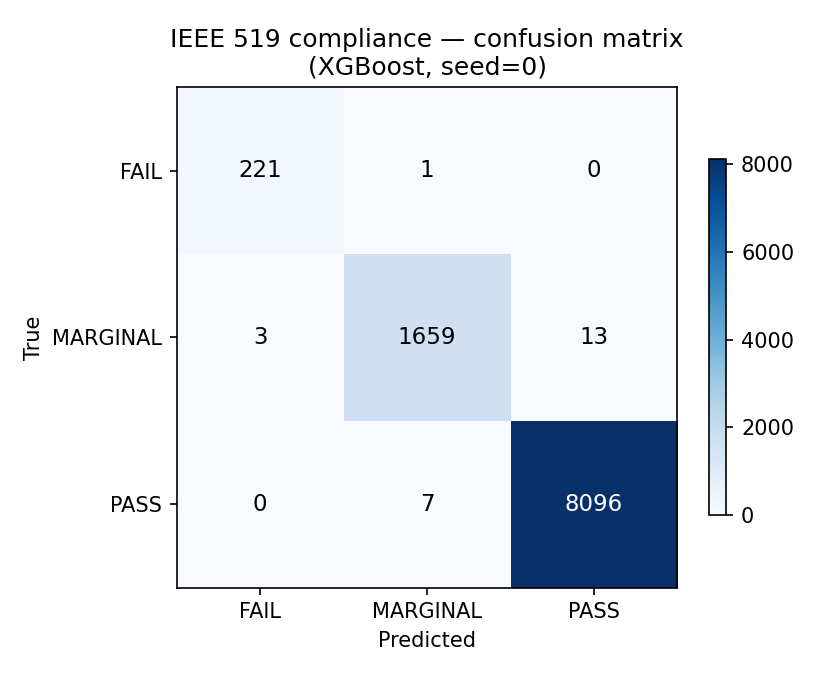 IEEE 519 compliance — confusion matrix
(XGBoost, seed=0)
FAIL 221 1 0
MARGINAL 3 1659 13
PASS 0 7 8096
FAIL MARGINAL PASS
Predicted
True
8000
6000
4000
2000
0